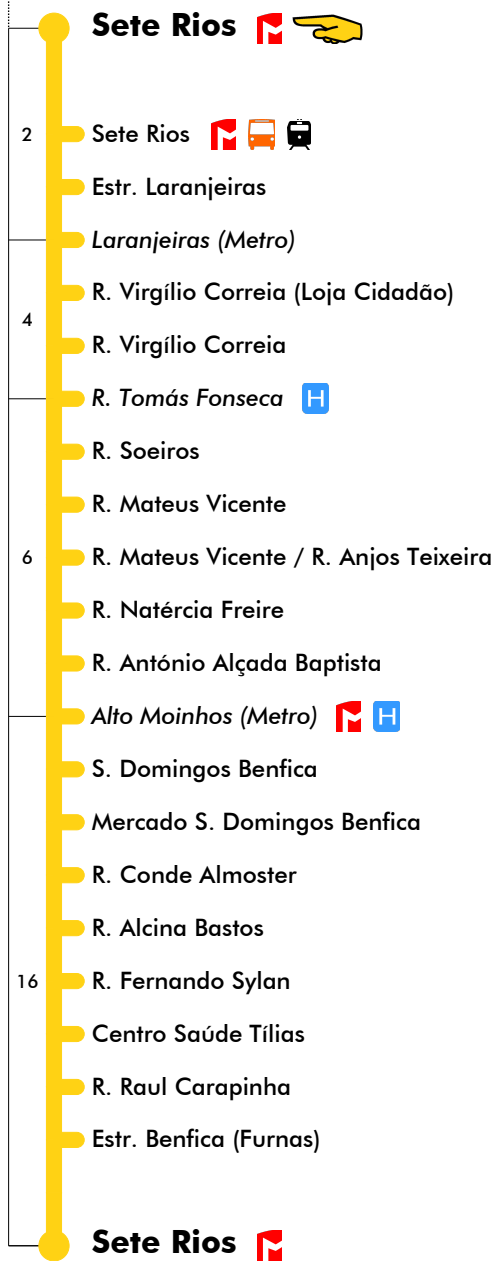 Sete Rios
2 Sete Rios
Estr. Laranjeiras
Laranjeiras (Metro)
R. Virgílio Correia (Loja Cidadão)
4
R. Virgílio Correia
R. Tomás Fonseca H
R. Soeiros
R. Mateus Vicente
6 R. Mateus Vicente / R. Anjos Teixeira
R. Natércia Freire
R. António Alçada Baptista
Alto Moinhos (Metro) H
S. Domingos Benfica
Mercado S. Domingos Benfica
R. Conde Almoster
R. Alcina Bastos
16 R. Fernando Sylan
Centro Saúde Tílias
R. Raul Carapinha
Estr. Benfica (Furnas)
Sete Rios